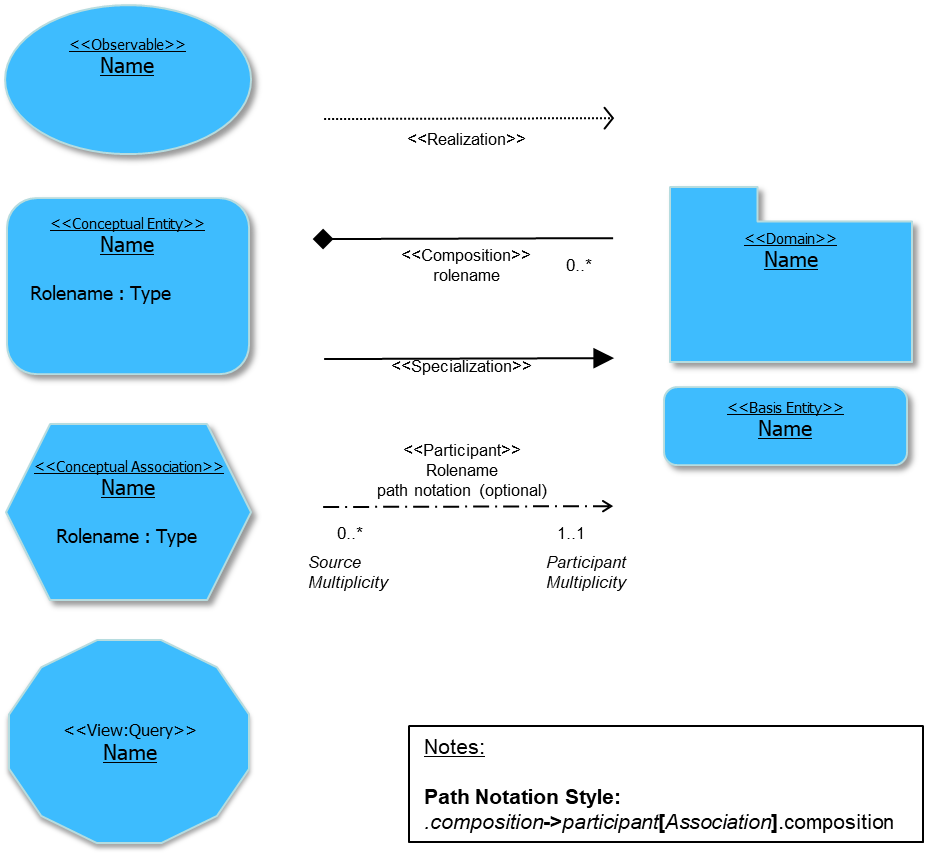 <<Observable>>
Name
<<Realization>>
<<Conceptual Entity>>
Name
Rolename : Type
<<Composition>>
rolename
0..*
<<Domain>>
Name
<<Specialization>>
<<Basis Entity>>
Name
<<Conceptual Association>>
Name
Rolename : Type
<<Participant>>
Rolename
path notation (optional)
0..*
1..1
Source
Multiplicity
Participant
Multiplicity
<<View:Query>>
Name
Notes:
Path Notation Style:
.composition->participant[Association].composition